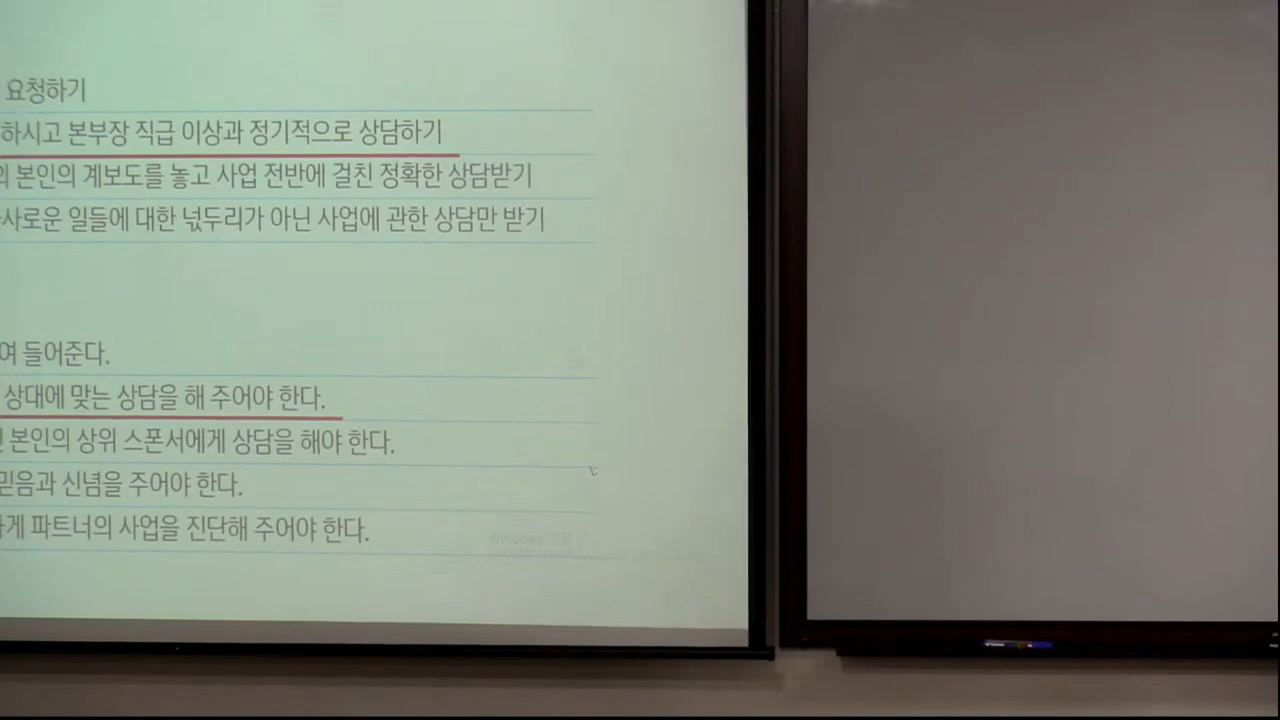 요청하기
하시고 본부장 직급 이상과 정기적으로 상담하기
본인의 계보도를 놓고 사업 전반에 걸친 정확한 상담받기
사로운 일들에 대한 넋두리가 아닌 사업에 관한 상담만 받기
여 들어준다.
상대에 맞는 상담을 해 주어야 한다.
본인의 상위 스폰서에게 상담을 해야 한다.
믿음과 신념을 주어야 한다.
하게 파트너의 사업을 진단해 주어야 한다.